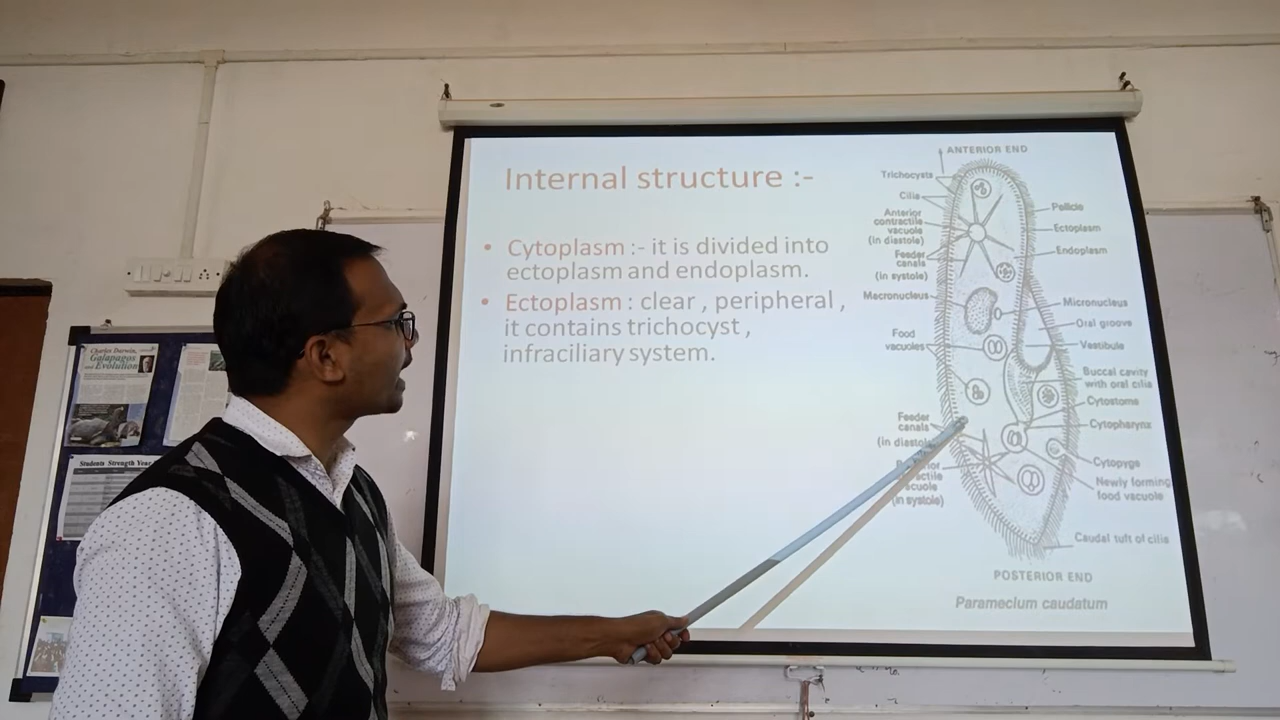 Internal structure :-
• Cytoplasm :- it is divided into
ectoplasm and endoplasm.
• Ectoplasm : clear , peripheral ,
it contains trichocyst ,
infraciliary system.
ANTERIOR END
Trichocysts
Cilia
Anterior
contractile
vacuole
(in diastole)
Feeder
canals
(in systole)
Macronucleus
Food
vacuoles
Feeder
canals
(in diastole
(in systole)
Pellicle
Ectoplasm
Endoplasm
Micronucleus
Oral groove
Vestibule
Buccal cavity
with oral cilia
Cytostome
Cytopharynx
Cytopyge
Newly forming
food vacuole
Caudal tuft of cilia
POSTERIOR END
Paramecium caudatum
Charles Darwin,
Galapagos
and Evolution
Students Strength Year